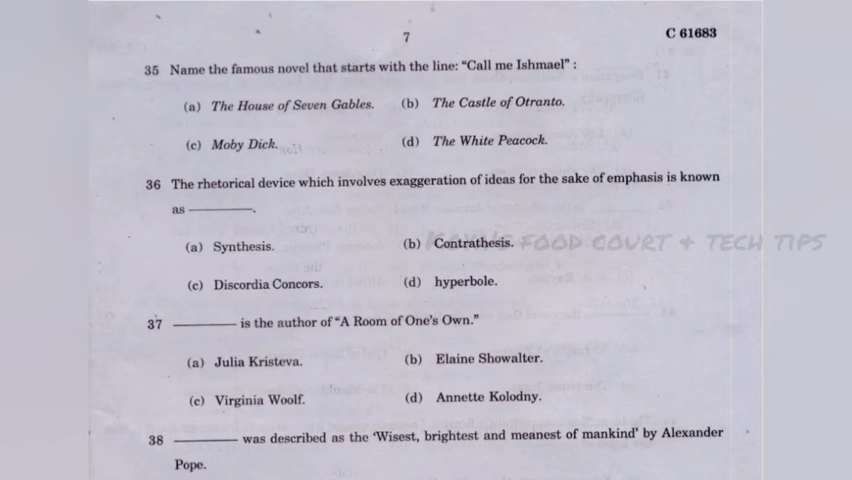 7
C 61683
35 Name the famous novel that starts with the line: "Call me Ishmael" :
(a) The House of Seven Gables. (b) The Castle of Otranto.
(c) Moby Dick. (d) The White Peacock.
36 The rhetorical device which involves exaggeration of ideas for the sake of emphasis is known
as ————.
(a) Synthesis. (b) Contrathesis.
FOOD COURT & TECH TIPS
(c) Discordia Concors. (d) hyperbole.
37 ———— is the author of "A Room of One's Own."
(a) Julia Kristeva. (b) Elaine Showalter.
(c) Virginia Woolf. (d) Annette Kolodny.
38 ———— was described as the 'Wisest, brightest and meanest of mankind' by Alexander
Pope.